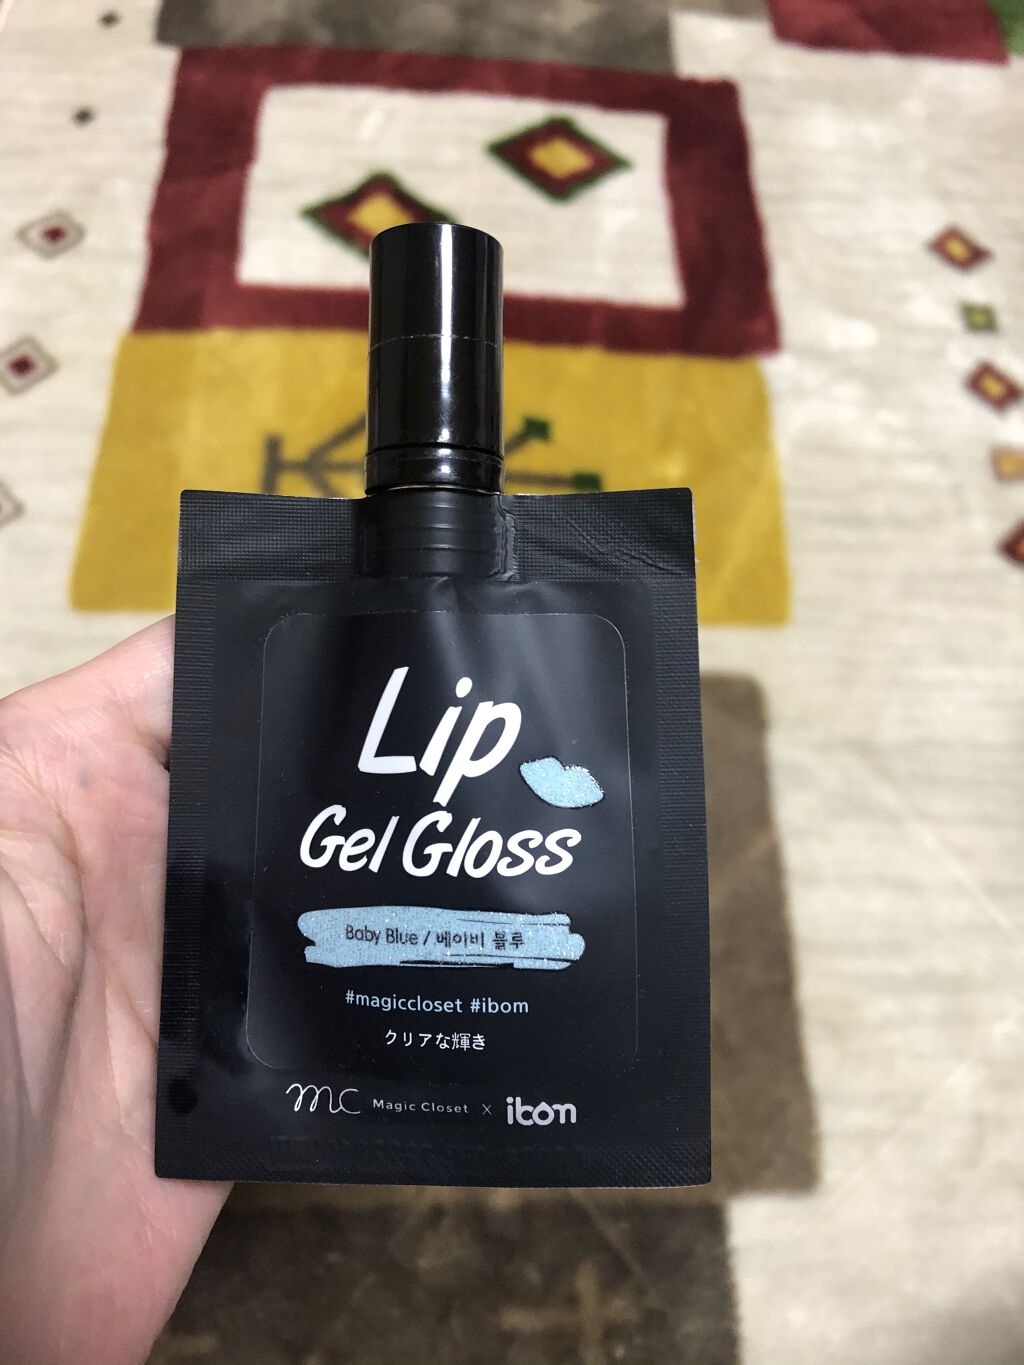 Lip
Gel Gloss
Baby Blue / 베이비 블루
#magiccloset #ibom
クリアな輝き
mc Magic Closet X ibom